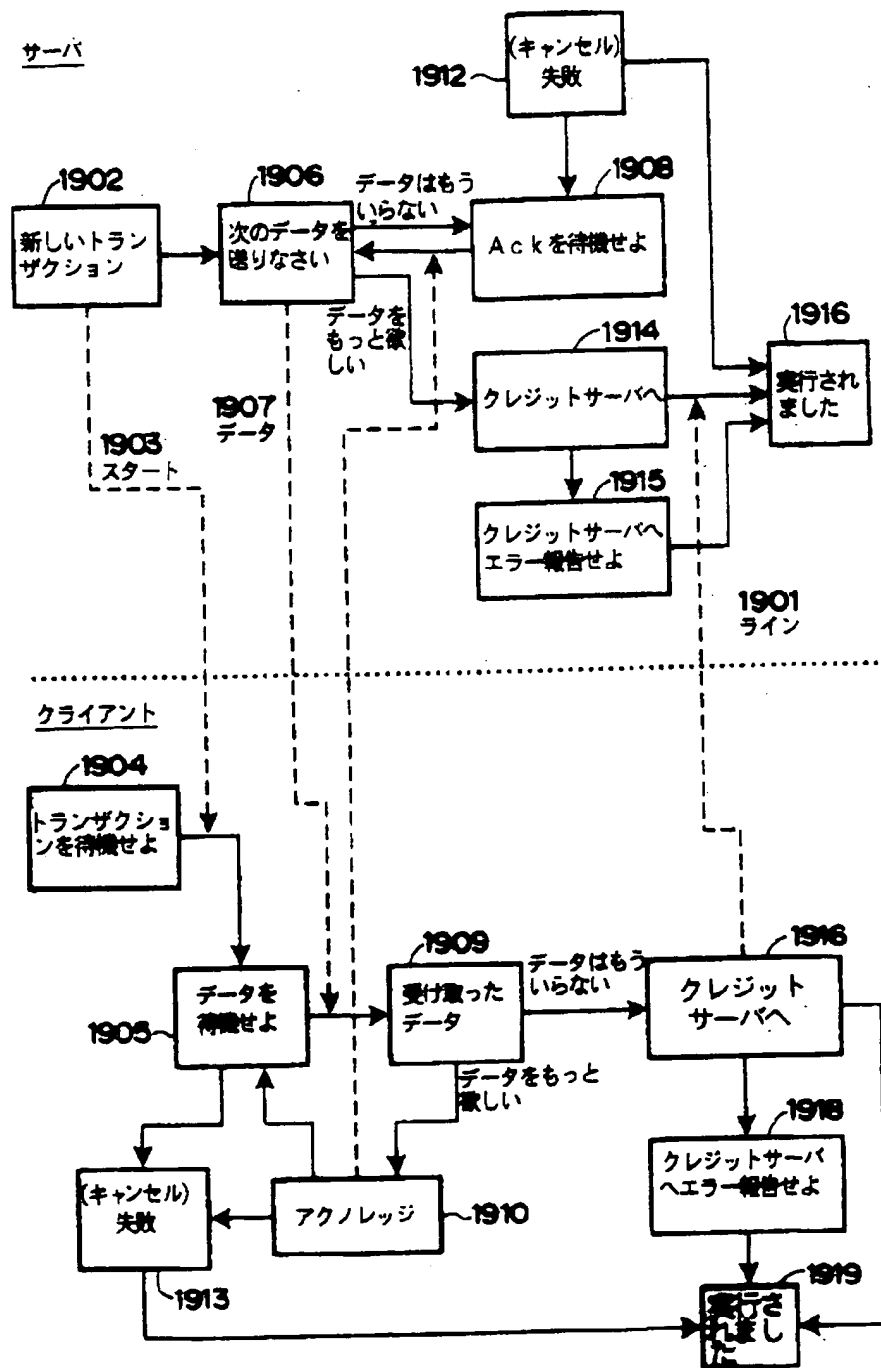 サーバ
1912
(キャンセル)
失敗
1902
新しいトラン
ザクション
1906
次のデータを
送りなさい
データはもう
いらない
1908
Ackを待機せよ
データを
もっと欲
しい
1914
クレジットサーバへ
1916
実行され
ました
1907
データ
1903
スタート
1915
クレジットサーバへ
エラー報告せよ
1901
ライン
クライアント
1904
トランザクショ
ンを待機せよ
1905
データを
待機せよ
1909
受け取った
データ
データはもう
いらない
1916
クレジット
サーバへ
データをもっと
欲しい
1918
クレジットサーバ
へエラー報告せよ
(キャンセル)
失敗
アクノレッジ
1910
1913
1919
実行さ
れまし
た